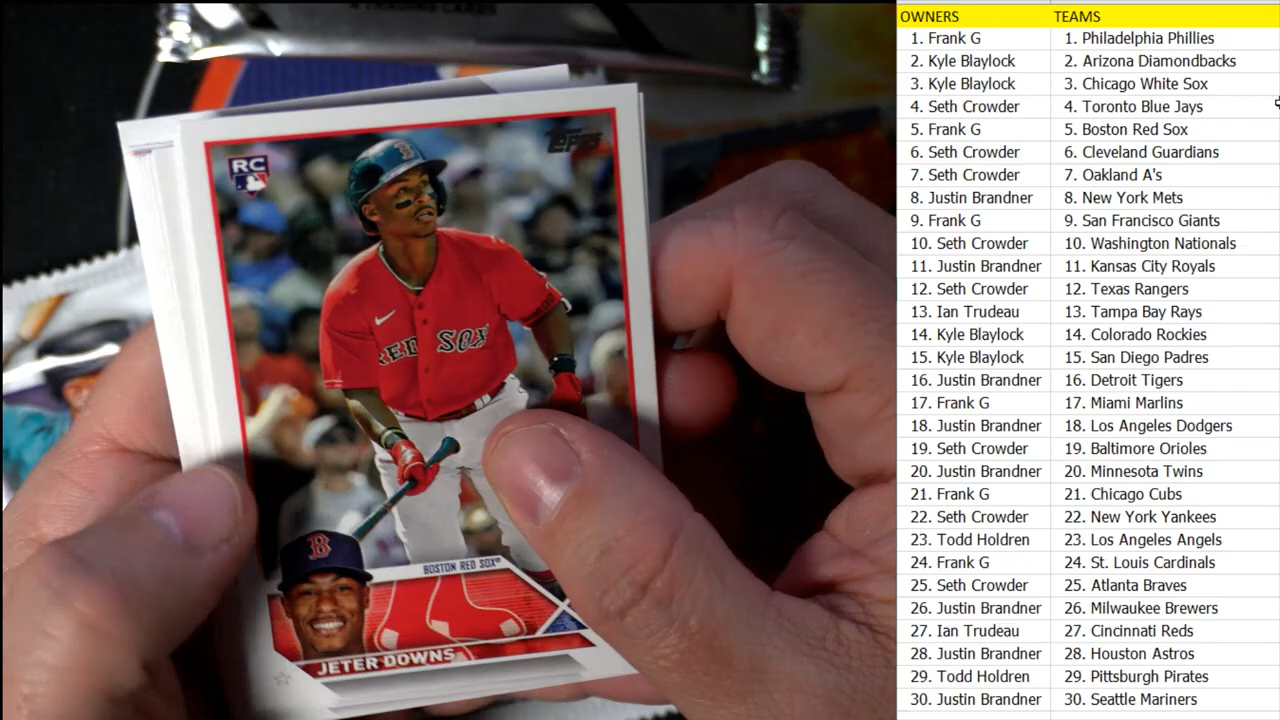 & TRADING CARDS
RC
Topps
RED SOX
B
BOSTON RED SOX®
JETER DOWNS
OWNERS TEAMS
1. Frank G 1. Philadelphia Phillies
2. Kyle Blaylock 2. Arizona Diamondbacks
3. Kyle Blaylock 3. Chicago White Sox
4. Seth Crowder 4. Toronto Blue Jays
5. Frank G 5. Boston Red Sox
6. Seth Crowder 6. Cleveland Guardians
7. Seth Crowder 7. Oakland A's
8. Justin Brandner 8. New York Mets
9. Frank G 9. San Francisco Giants
10. Seth Crowder 10. Washington Nationals
11. Justin Brandner 11. Kansas City Royals
12. Seth Crowder 12. Texas Rangers
13. Ian Trudeau 13. Tampa Bay Rays
14. Kyle Blaylock 14. Colorado Rockies
15. Kyle Blaylock 15. San Diego Padres
16. Justin Brandner 16. Detroit Tigers
17. Frank G 17. Miami Marlins
18. Justin Brandner 18. Los Angeles Dodgers
19. Seth Crowder 19. Baltimore Orioles
20. Justin Brandner 20. Minnesota Twins
21. Frank G 21. Chicago Cubs
22. Seth Crowder 22. New York Yankees
23. Todd Holdren 23. Los Angeles Angels
24. Frank G 24. St. Louis Cardinals
25. Seth Crowder 25. Atlanta Braves
26. Justin Brandner 26. Milwaukee Brewers
27. Ian Trudeau 27. Cincinnati Reds
28. Justin Brandner 28. Houston Astros
29. Todd Holdren 29. Pittsburgh Pirates
30. Justin Brandner 30. Seattle Mariners